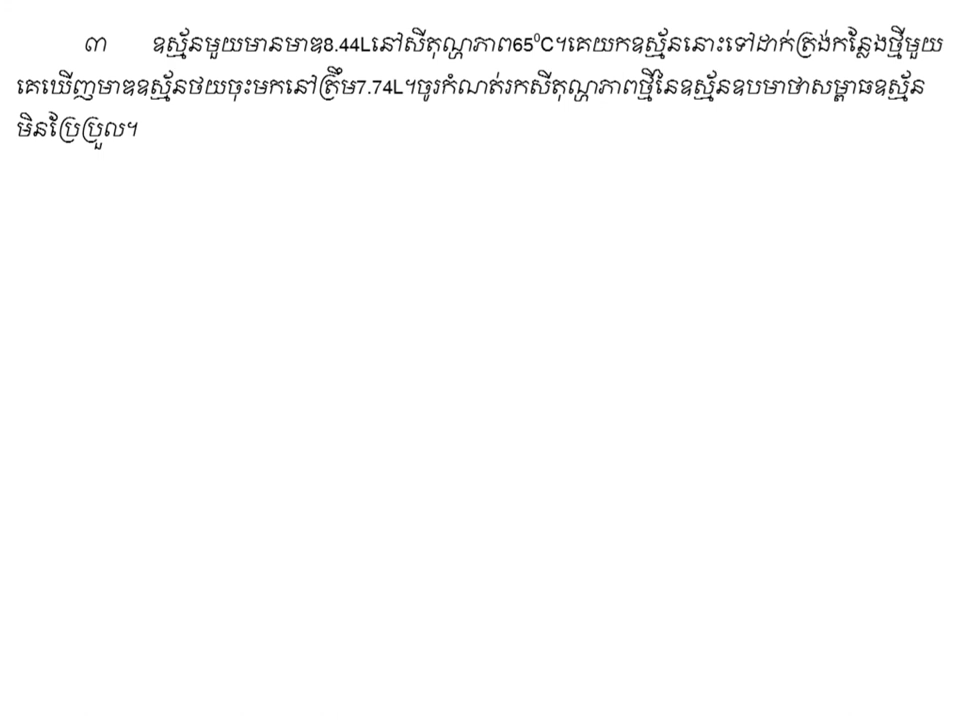 ៣ ឧស្ម័នមួយមានមាឌ8.44Lនៅសីតុណ្ហភាព65⁰C។គេយកឧស្ម័ននោះទៅដាក់ត្រង់កន្លែងថ្មីមួយ
គេឃើញមាឌឧស្ម័នថយចុះមកនៅត្រឹម7.74L។ចូរកំណត់រកសីតុណ្ហភាពថ្មីនៃឧស្ម័នឧបមាថាសម្ពាធឧស្ម័ន
មិនប្រែប្រួល។